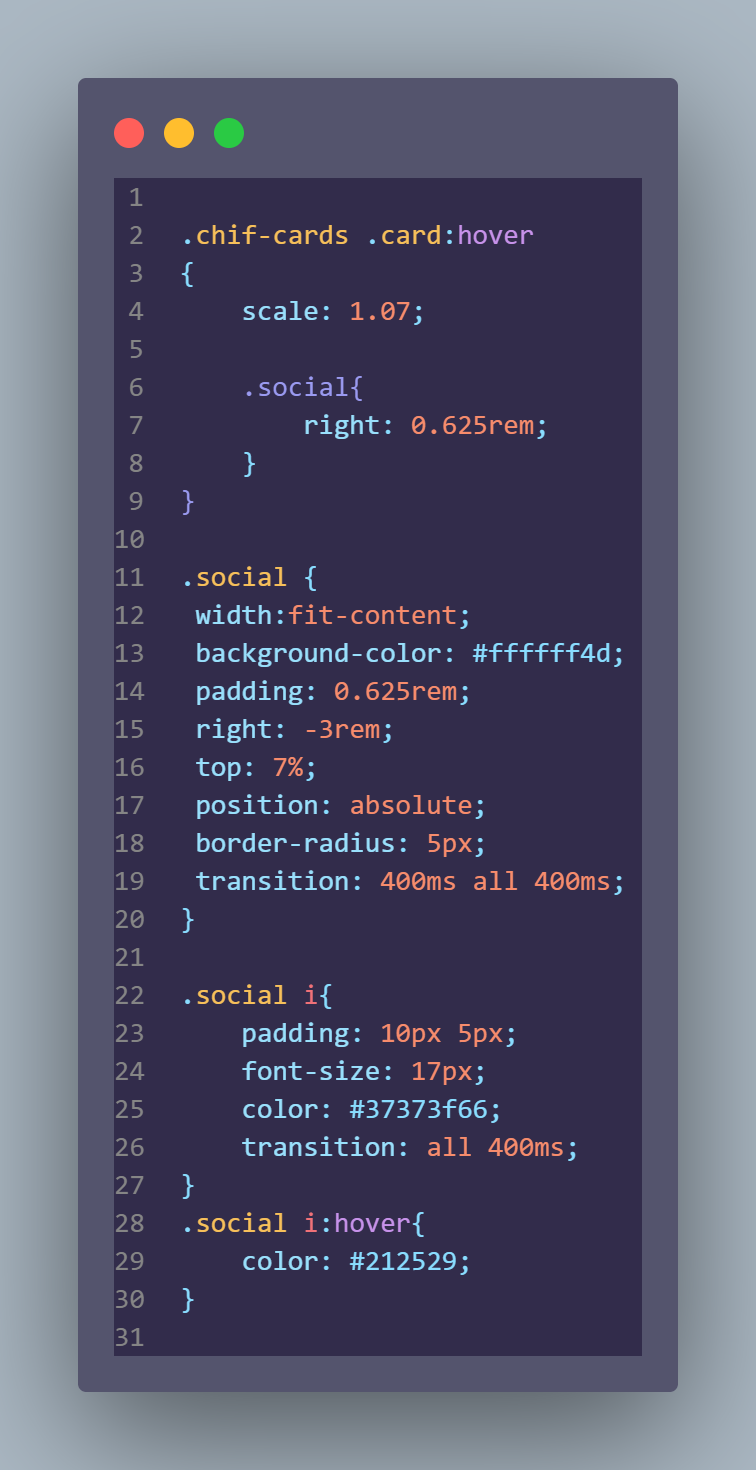 1
2 .chif-cards .card:hover
3 {
4     scale: 1.07;
5
6     .social{
7         right: 0.625rem;
8     }
9 }
10
11 .social {
12  width:fit-content;
13  background-color: #ffffff4d;
14  padding: 0.625rem;
15  right: -3rem;
16  top: 7%;
17  position: absolute;
18  border-radius: 5px;
19  transition: 400ms all 400ms;
20 }
21
22 .social i{
23     padding: 10px 5px;
24     font-size: 17px;
25     color: #37373f66;
26     transition: all 400ms;
27 }
28 .social i:hover{
29     color: #212529;
30 }
31